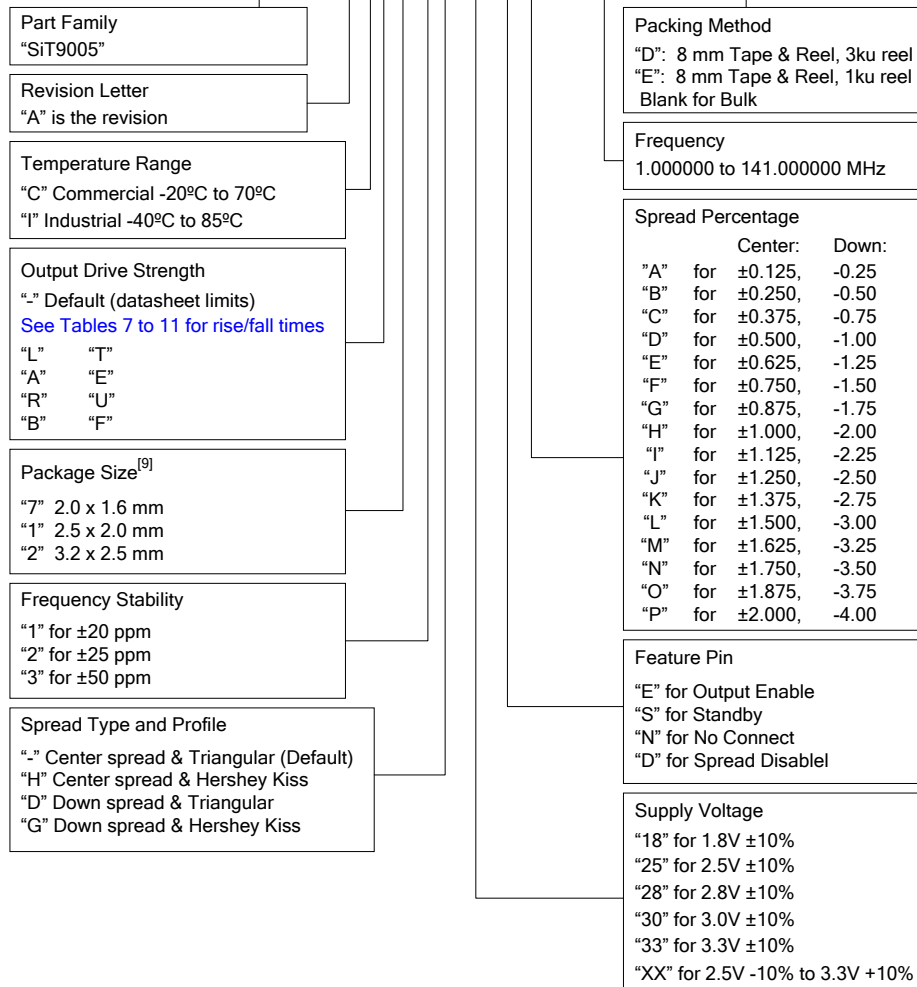 Part Family
“SiT9005”
Revision Letter
“A” is the revision
Temperature Range
“C” Commercial -20ºC to 70ºC
“I” Industrial -40ºC to 85ºC
Output Drive Strength
“-” Default (datasheet limits)
See Tables 7 to 11 for rise/fall times
“L” “T”
“A” “E”
“R” “U”
“B” “F”
Package Size[9]
“7” 2.0 x 1.6 mm
“1” 2.5 x 2.0 mm
“2” 3.2 x 2.5 mm
Frequency Stability
“1” for ±20 ppm
“2” for ±25 ppm
“3” for ±50 ppm
Spread Type and Profile
“-” Center spread & Triangular (Default)
“H” Center spread & Hershey Kiss
“D” Down spread & Triangular
“G” Down spread & Hershey Kiss
Packing Method
“D”: 8 mm Tape & Reel, 3ku reel
“E”: 8 mm Tape & Reel, 1ku reel
Blank for Bulk
Frequency
1.000000 to 141.000000 MHz
Spread Percentage
Center: Down:
”A” for ±0.125, -0.25
“B” for ±0.250, -0.50
“C” for ±0.375, -0.75
“D” for ±0.500, -1.00
“E” for ±0.625, -1.25
“F” for ±0.750, -1.50
“G” for ±0.875, -1.75
“H” for ±1.000, -2.00
“I” for ±1.125, -2.25
“J” for ±1.250, -2.50
“K” for ±1.375, -2.75
“L” for ±1.500, -3.00
“M” for ±1.625, -3.25
“N” for ±1.750, -3.50
“O” for ±1.875, -3.75
“P” for ±2.000, -4.00
Feature Pin
“E” for Output Enable
“S” for Standby
“N” for No Connect
“D” for Spread Disablel
Supply Voltage
“18” for 1.8V ±10%
“25” for 2.5V ±10%
“28” for 2.8V ±10%
“30” for 3.0V ±10%
“33” for 3.3V ±10%
“XX” for 2.5V -10% to 3.3V +10%